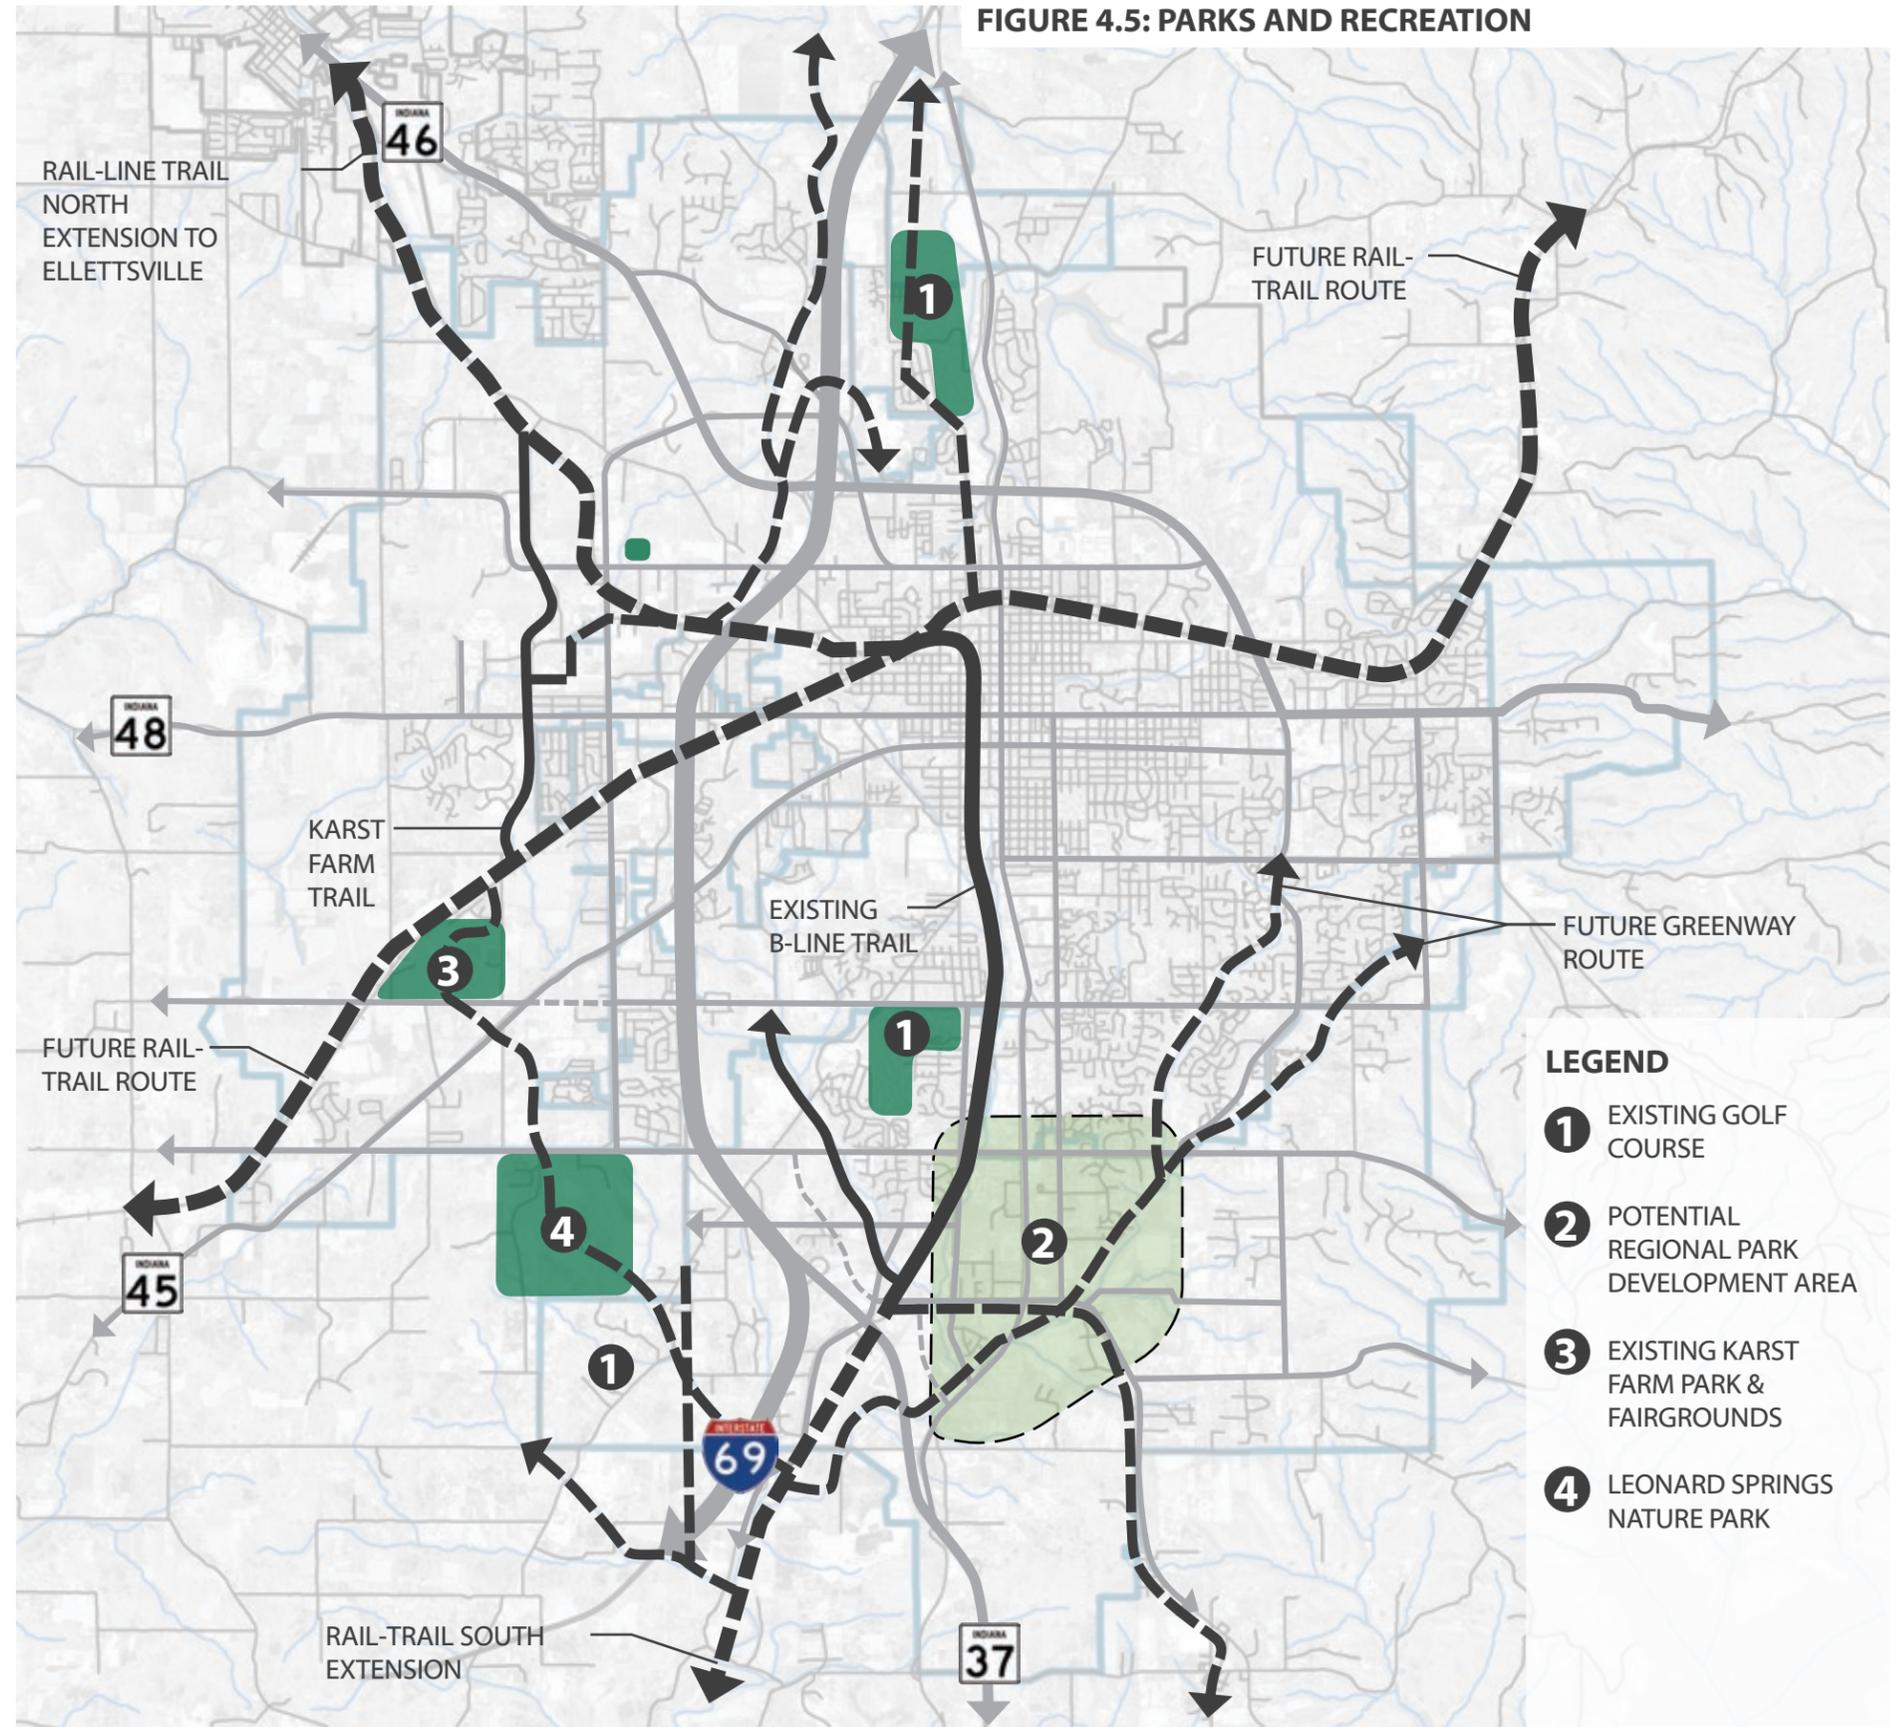 FIGURE 4.5: PARKS AND RECREATION
INDIANA
46
RAIL-LINE TRAIL
NORTH
EXTENSION TO
ELLETTSVILLE
FUTURE RAIL-
TRAIL ROUTE
1
INDIANA
48
KARST
FARM
TRAIL
EXISTING
B-LINE TRAIL
FUTURE GREENWAY
ROUTE
3
1
FUTURE RAIL-
TRAIL ROUTE
4
2
INDIANA
45
1
INTERSTATE
69
RAIL-TRAIL SOUTH
EXTENSION
INDIANA
37
LEGEND
1 EXISTING GOLF
COURSE
2 POTENTIAL
REGIONAL PARK
DEVELOPMENT AREA
3 EXISTING KARST
FARM PARK &
FAIRGROUNDS
4 LEONARD SPRINGS
NATURE PARK